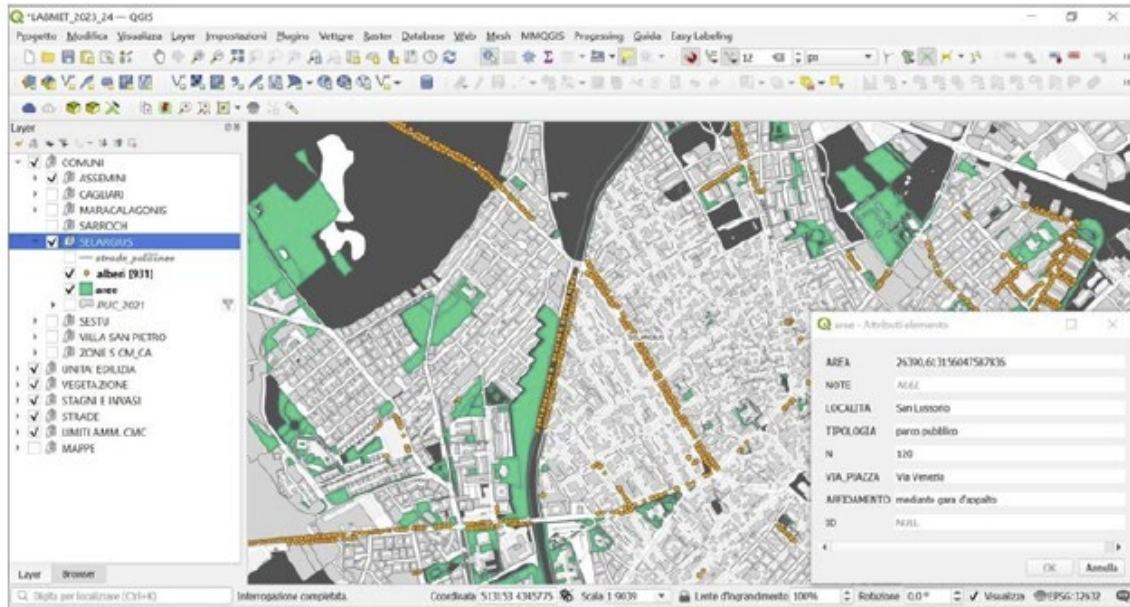 *LABMET_2023_24 — QGIS
Progetto Modifica Visualizza Layer Impostazioni Plugins Vettore Raster Database Web Mesh MMQGIS Processing Guida Easy Labeling
12 px
Layer
COMUNI
ASSEMINI
CAGLIARI
MARACALAGONIS
SARROCH
SELARGIUS
strade_polilinee
alberi [931]
aree
PUC_2021
SESTU
VILLA SAN PIETRO
ZONE S CM_CA
UNITA' EDILIZIA
VEGETAZIONE
STAGNI E INVASI
STRADE
LIMITI AMM. CMC
MAPPE
SELARGIUS
aree - Attributi elemento
AREA 26390,613156047587836
NOTE NULL
LOCALITA San Lussorio
TIPOLOGIA parco pubblico
N 120
VIA_PIAZZA Via Venezia
AFFIDAMENTO mediante gara d'appalto
ID NULL
OK Annulla
Layer Browser
Digita per localizzare (Ctrl+K) Interrogazione completata. Coordinata 513153 4345775 Scala 1:9039 Lente d'ingrandimento 100% Rotazione 0,0 ° Visualizza EPSG:32632